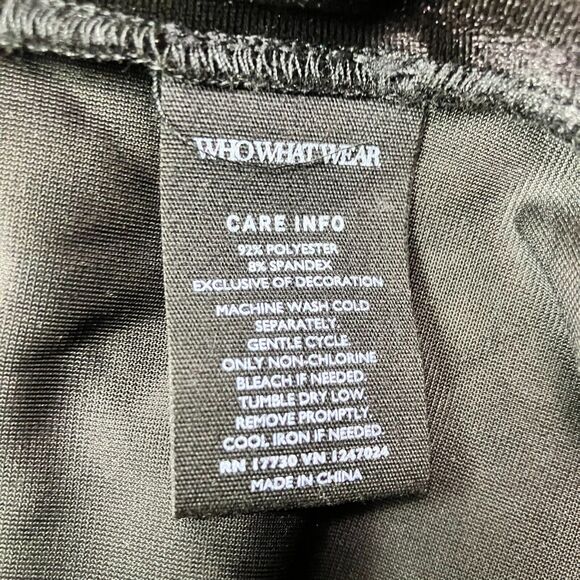 WHO WHAT WEAR
CARE INFO
92% POLYESTER
8% SPANDEX
EXCLUSIVE OF DECORATION
MACHINE WASH COLD
SEPARATELY.
GENTLE CYCLE.
ONLY NON-CHLORINE
BLEACH IF NEEDED.
TUMBLE DRY LOW.
REMOVE PROMPTLY.
COOL IRON IF NEEDED.
RN 17730 VN 1247024
MADE IN CHINA